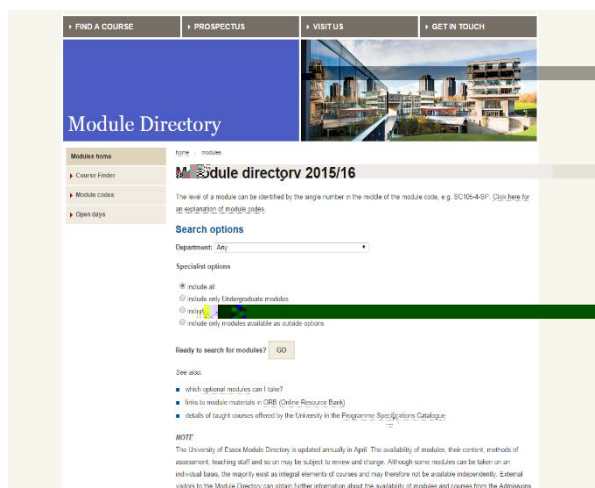 FIND A COURSE
PROSPECTUS
VISIT US
GET IN TOUCH
Module Directory
home modules
Modules home
Course Finder
Module codes
Open days
Module directory 2015/16
The level of a module can be identified by the single number in the middle of the module code, e.g. SC105-4-SP. Click here for
an explanation of module codes.
Search options
Department: Any
Specialist options
include all
include only Undergraduate modules
include only modules available as outside options
Ready to search for modules? GO
See also:
which optional modules can I take?
links to module materials in ORB (Online Resource Bank)
details of taught courses offered by the University in the Programme Specifications Catalogue
NOTE
The University of Essex Module Directory is updated annually in April. The availability of modules, their content, methods of
assessment, teaching staff and so on may be subject to review and change. Although some modules can be taken on an
individual basis, the majority exist as integral elements of courses and may therefore not be available independently. External
visitors to the Module Directory can obtain further information about the availability of modules and courses from the Admissions